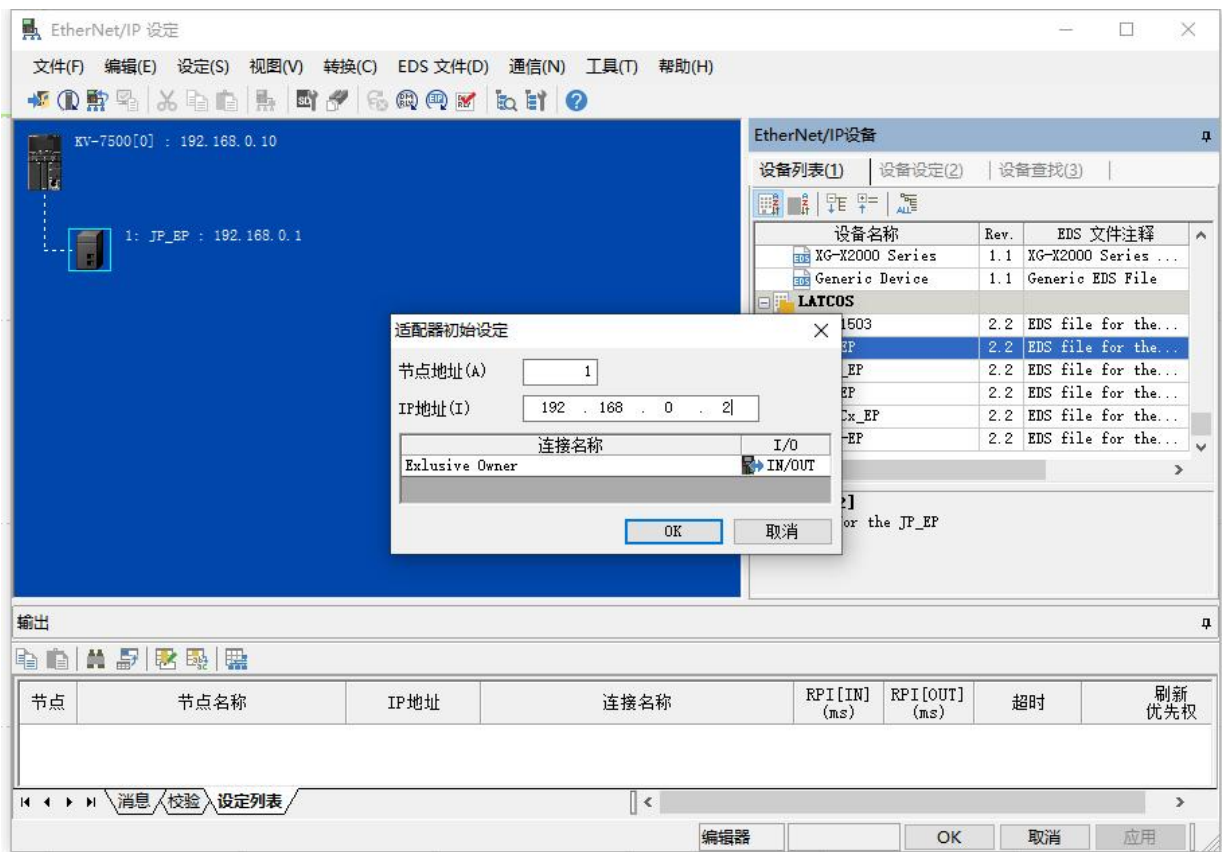 EtherNet/IP 设定
文件(F) 编辑(E) 设定(S) 视图(V) 转换(C) EDS 文件(D) 通信(N) 工具(T) 帮助(H)
KV-7500[0] : 192.168.0.10
1: JP_EP : 192.168.0.1
EtherNet/IP设备
设备列表(1) 设备设定(2) 设备查找(3)
设备名称 Rev. EDS 文件注释
XG-X2000 Series 1.1 XG-X2000 Series ...
Generic Device 1.1 Generic EDS File
LATCOS
1503 2.2 EDS file for the...
EP 2.2 EDS file for the...
_EP 2.2 EDS file for the...
EP 2.2 EDS file for the...
Cx_EP 2.2 EDS file for the...
-EP 2.2 EDS file for the...
or the JP_EP
适配器初始设定
节点地址(A) 1
IP地址(I) 192 . 168 . 0 . 2
连接名称 I/O
Exlusive Owner IN/OUT
OK 取消
输出
节点 节点名称 IP地址 连接名称 RPI[IN] (ms) RPI[OUT] (ms) 超时 刷新 优先权
消息 校验 设定列表
编辑器 OK 取消 应用